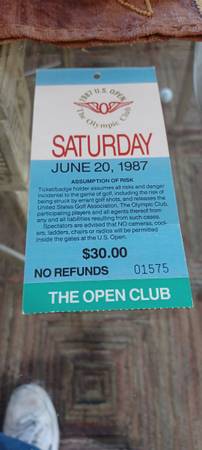 1987 U.S. OPEN
The Olympic Club
SATURDAY
JUNE 20, 1987
ASSUMPTION OF RISK
Ticket/badge holder assumes all risks and danger
incidental to the game of golf, including the risk of
being struck by errant golf shots, and releases the
United States Golf Association, The Olympic Club,
participating players and all agents thereof from
any and all liabilities resulting from such cases.
Spectators are advised that NO cameras, cool-
ers, ladders, chairs or radios will be permitted
inside the gates at the U.S. Open.
$30.00
NO REFUNDS 01575
THE OPEN CLUB